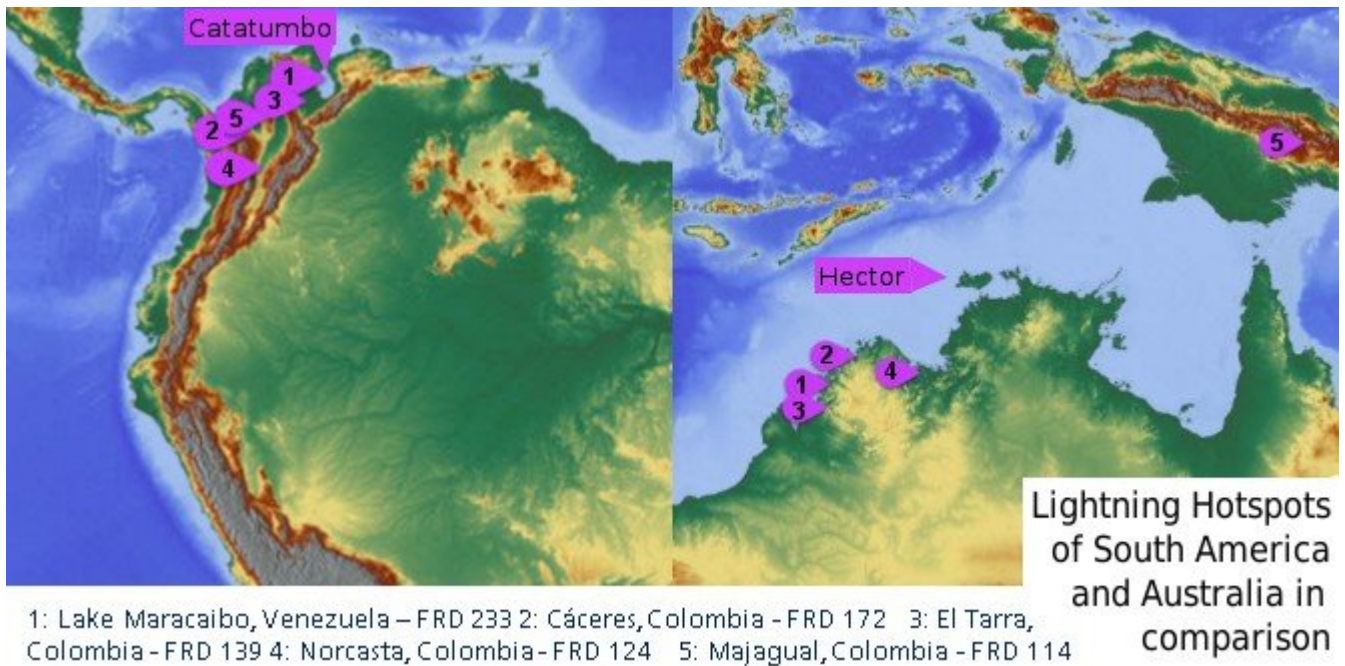 Catatumbo
1
3
5
2
4
5
Hector
2
4
1
3
Lightning Hotspots
of South America
and Australia in
comparison
1: Lake Maracaibo, Venezuela – FRD 233 2: Cáceres, Colombia - FRD 172 3: El Tarra,
Colombia - FRD 139 4: Norcasta, Colombia - FRD 124 5: Majagual, Colombia - FRD 114